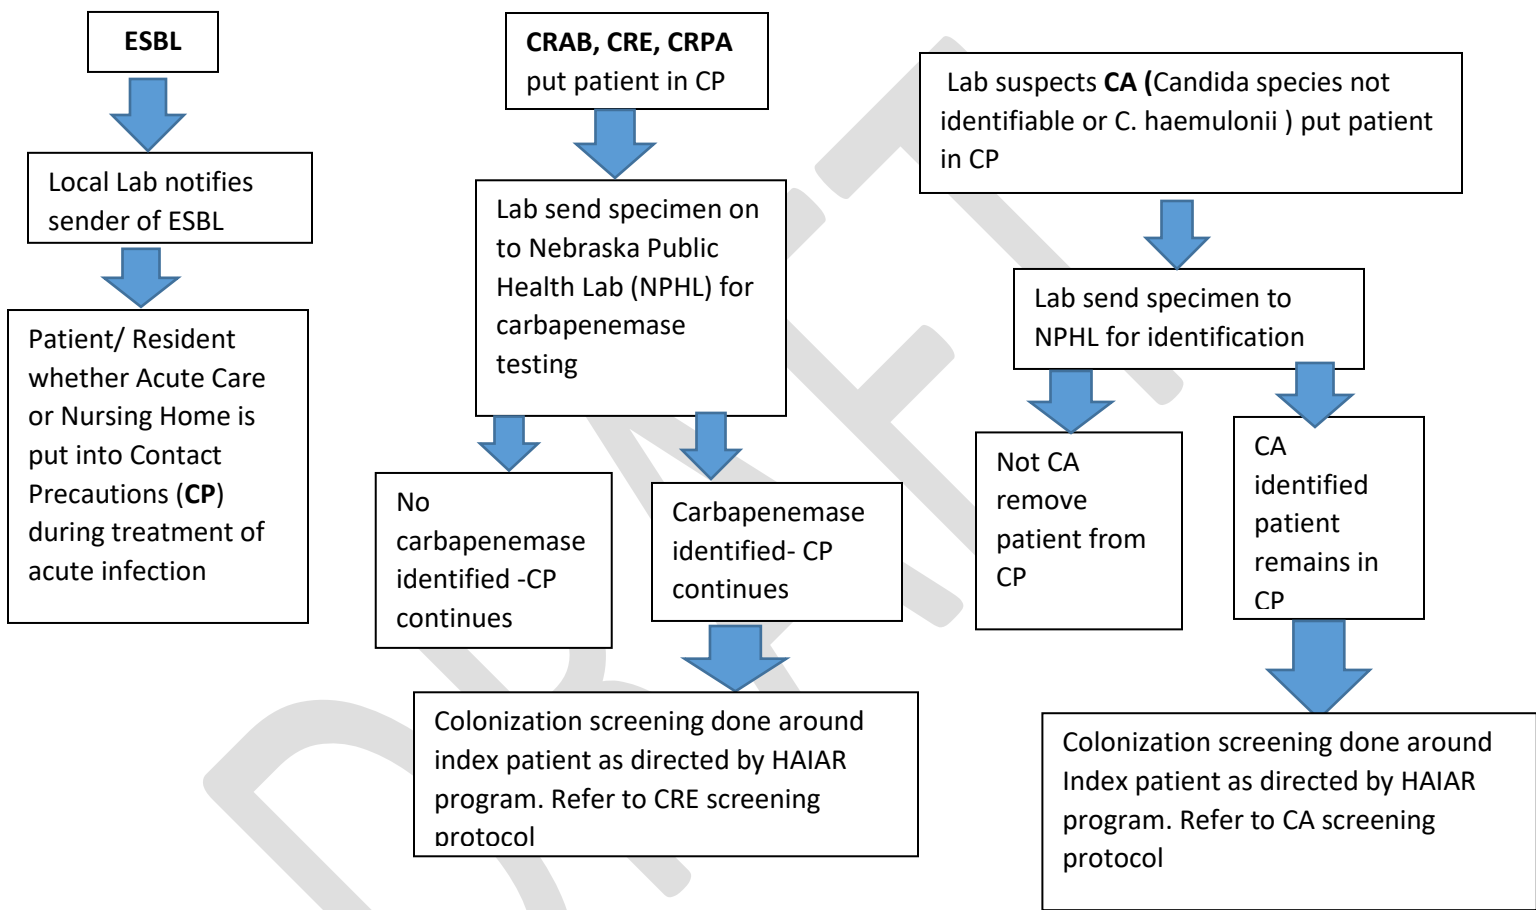 ESBL
Local Lab notifies
sender of ESBL
Patient/ Resident
whether Acute Care
or Nursing Home is
put into Contact
Precautions (CP)
during treatment of
acute infection
CRAB, CRE, CRPA
put patient in CP
Lab send specimen on
to Nebraska Public
Health Lab (NPHL) for
carbapenemase
testing
No
carbapenemase
identified -CP
continues
Carbapenemase
identified- CP
continues
Colonization screening done around
index patient as directed by HAIAR
program. Refer to CRE screening
protocol
Lab suspects CA (Candida species not
identifiable or C. haemulonii ) put patient
in CP
Lab send specimen to
NPHL for identification
Not CA
remove
patient from
CP
CA
identified
patient
remains in
CP
Colonization screening done around
Index patient as directed by HAIAR
program. Refer to CA screening
protocol
DRAFT